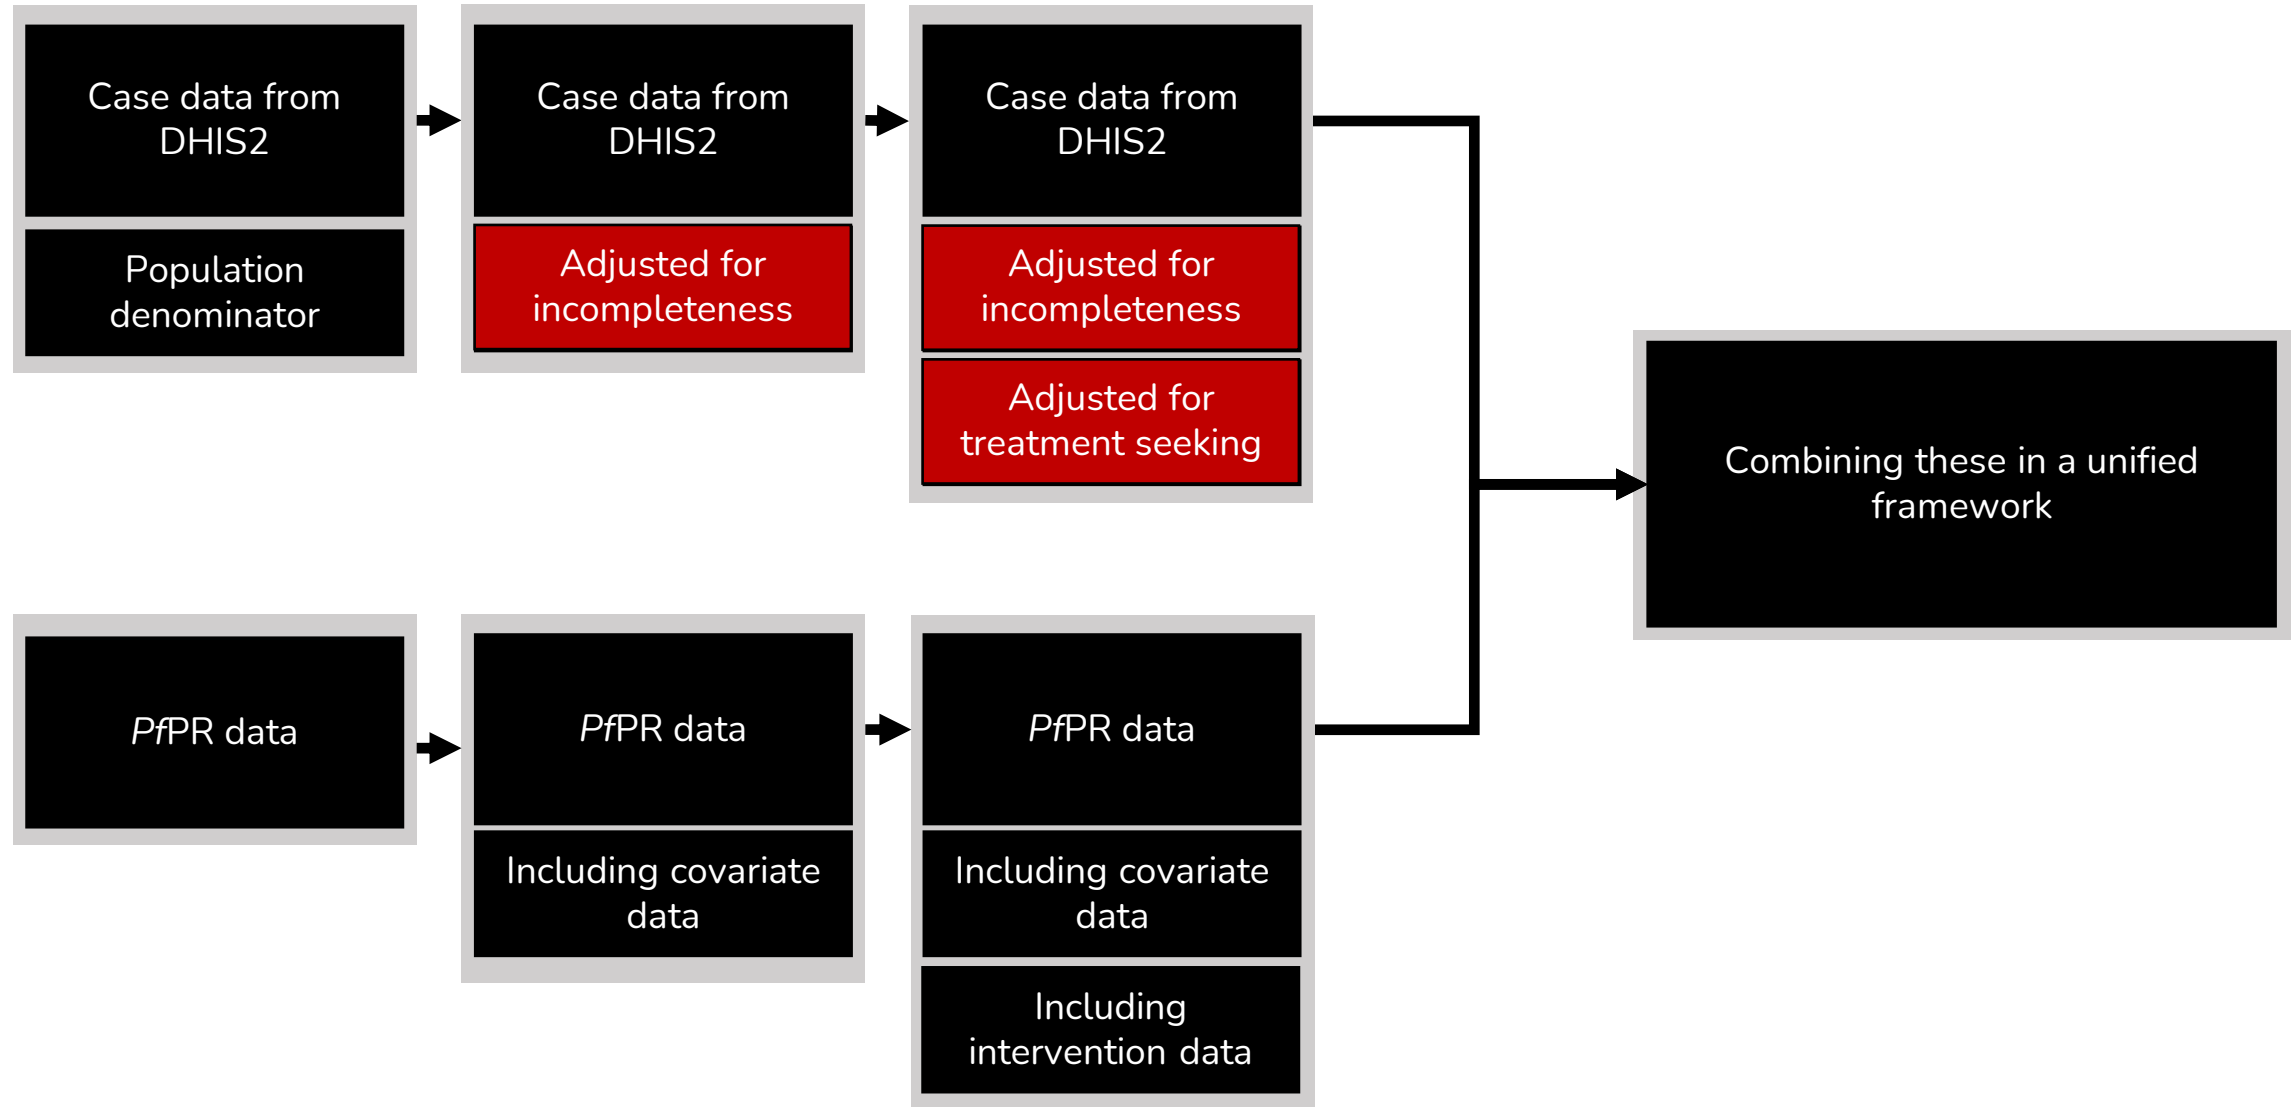 Case data from
DHIS2
Population
denominator
Case data from
DHIS2
Adjusted for
incompleteness
Case data from
DHIS2
Adjusted for
incompleteness
Adjusted for
treatment seeking
Combining these in a unified
framework
PfPR data
PfPR data
Including covariate
data
PfPR data
Including covariate
data
Including
intervention data